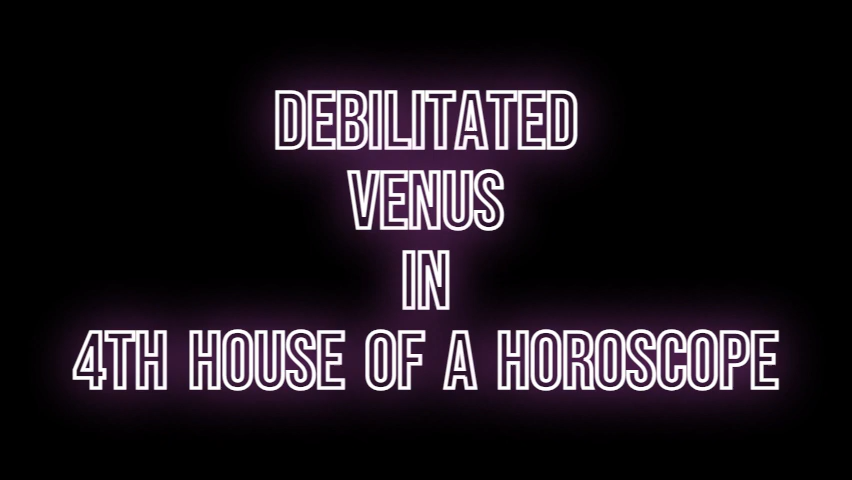 DEBILITATED
VENUS
IN
4TH HOUSE OF A HOROSCOPE